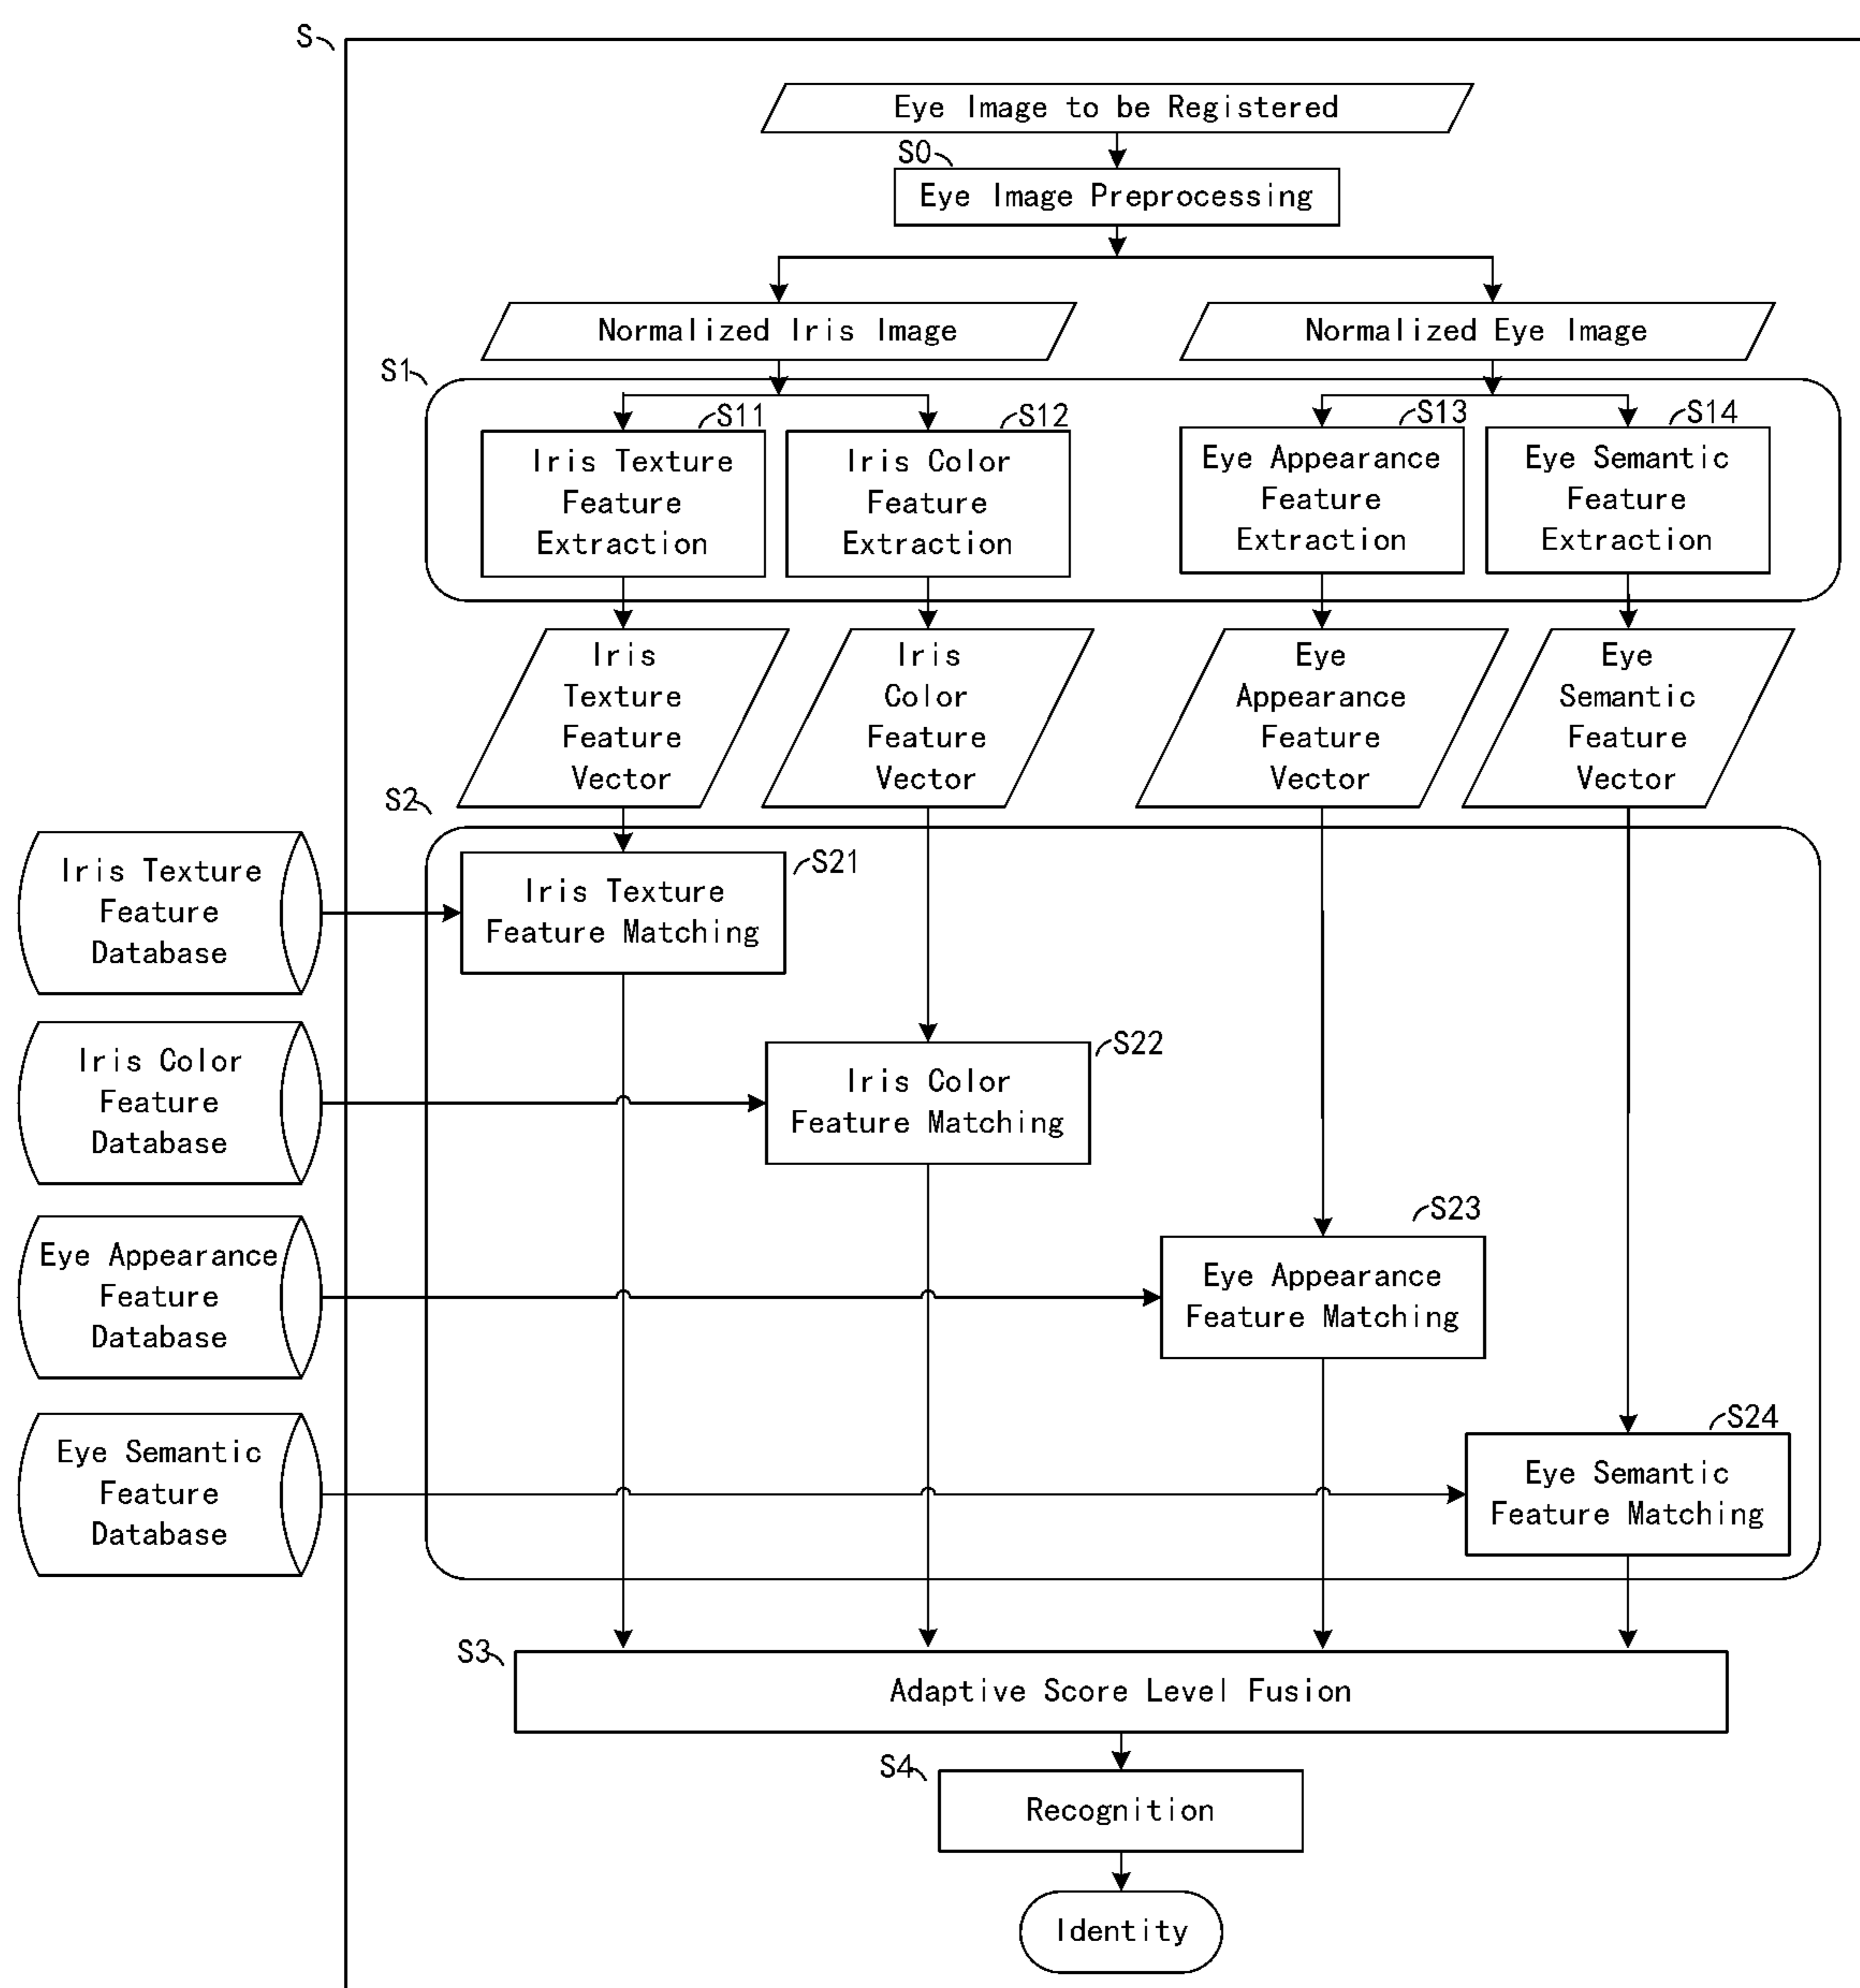 S
Eye Image to be Registered
S0
Eye Image Preprocessing
Normalized Iris Image
Normalized Eye Image
S1
S11
S12
S13
S14
Iris Texture
Feature
Extraction
Iris Color
Feature
Extraction
Eye Appearance
Feature
Extraction
Eye Semantic
Feature
Extraction
Iris
Texture
Feature
Vector
Iris
Color
Feature
Vector
Eye
Appearance
Feature
Vector
Eye
Semantic
Feature
Vector
S2
Iris Texture
Feature
Database
S21
Iris Texture
Feature Matching
Iris Color
Feature
Database
S22
Iris Color
Feature Matching
Eye Appearance
Feature
Database
S23
Eye Appearance
Feature Matching
Eye Semantic
Feature
Database
S24
Eye Semantic
Feature Matching
S3
Adaptive Score Level Fusion
S4
Recognition
Identity